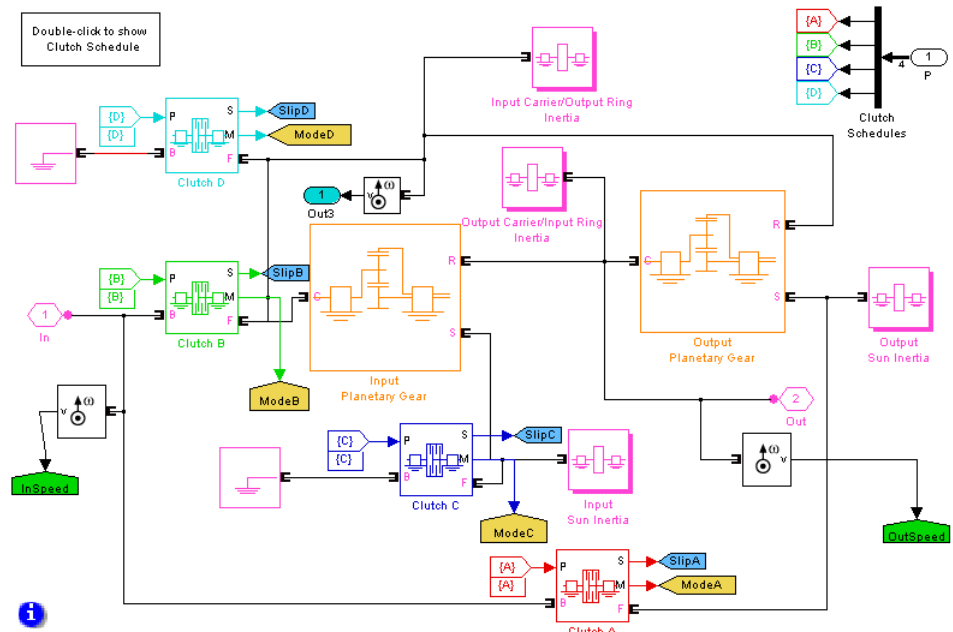 Double-click to show
Clutch Schedule
{A}
{B}
{C}
{D}
4
1
P
Clutch
Schedules
Input Carrier/Output Ring
Inertia
{D}
{D}
P
S
M
B
F
SlipD
ModeD
Clutch D
v
ω
1
Out3
Output Carrier/Input Ring
Inertia
R
C
S
Output
Planetary Gear
Output
Sun Inertia
{B}
{B}
P
S
M
B
F
SlipB
Clutch B
ModeB
1
In
C
R
S
Input
Planetary Gear
v
ω
InSpeed
{C}
{C}
P
S
M
B
F
SlipC
Clutch C
ModeC
Input
Sun Inertia
2
Out
ω
v
OutSpeed
{A}
{A}
P
S
M
B
F
SlipA
ModeA
Clutch A
i